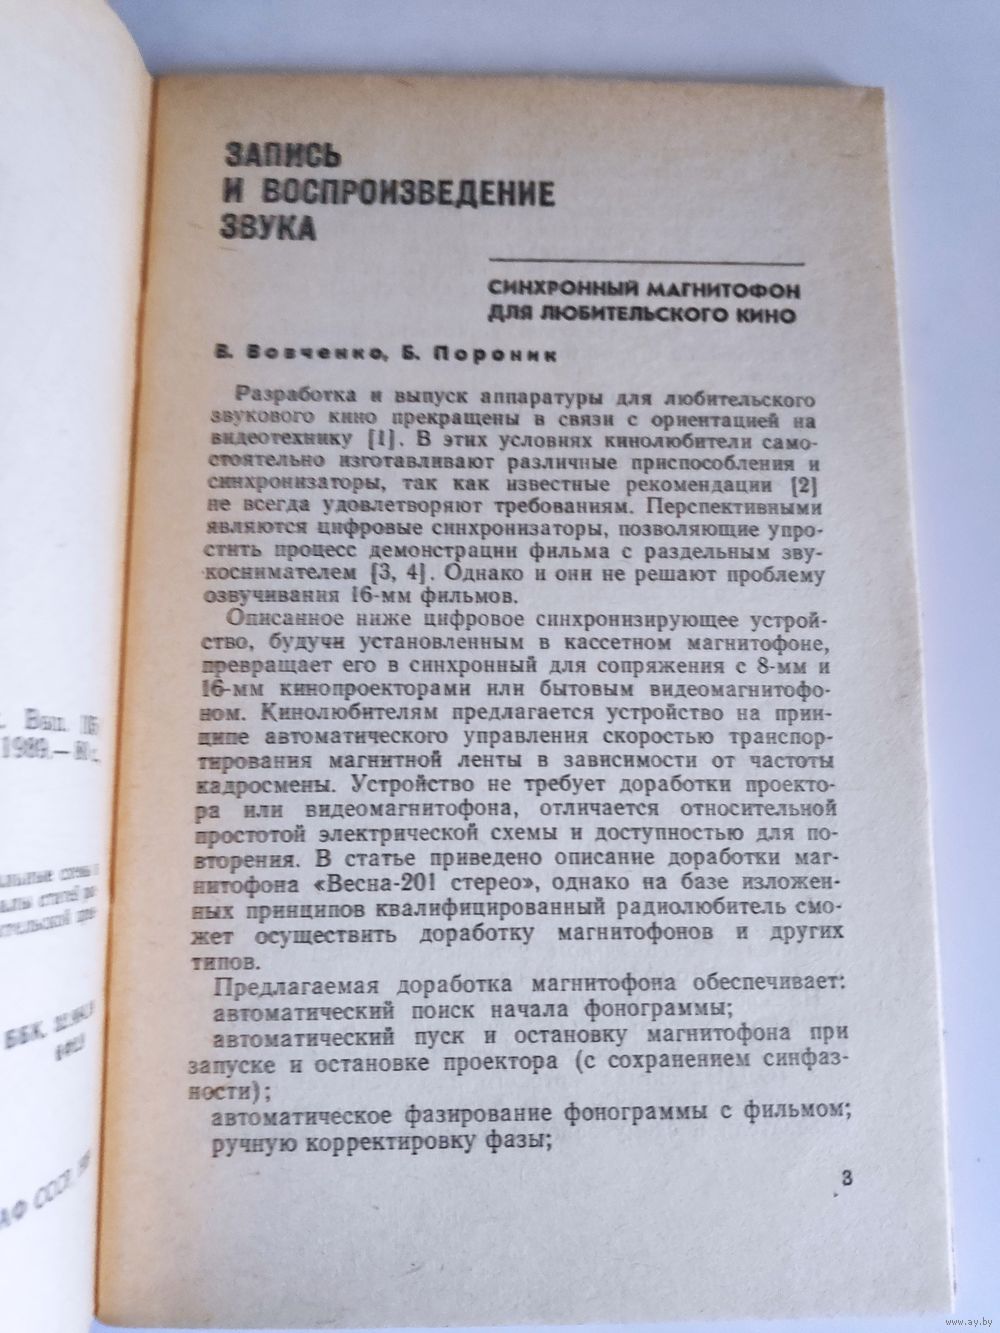 ЗАПИСЬ
И ВОСПРОИЗВЕДЕНИЕ
ЗВУКА
СИНХРОННЫЙ МАГНИТОФОН
ДЛЯ ЛЮБИТЕЛЬСКОГО КИНО
В. Вовченко, Б. Пороник
Разработка и выпуск аппаратуры для любительского
звукового кино прекращены в связи с ориентацией на
видеотехнику [1]. В этих условиях кинолюбители само-
стоятельно изготавливают различные приспособления и
синхронизаторы, так как известные рекомендации [2]
не всегда удовлетворяют требованиям. Перспективными
являются цифровые синхронизаторы, позволяющие упро-
стить процесс демонстрации фильма с раздельным зву-
коснимателем [3, 4]. Однако и они не решают проблему
озвучивания 16-мм фильмов.
Описанное ниже цифровое синхронизирующее устрой-
ство, будучи установленным в кассетном магнитофоне,
превращает его в синхронный для сопряжения с 8-мм и
16-мм кинопроекторами или бытовым видеомагнитофо-
ном. Кинолюбителям предлагается устройство на прин-
ципе автоматического управления скоростью транспор-
тирования магнитной ленты в зависимости от частоты
кадросмены. Устройство не требует доработки проекто-
ра или видеомагнитофона, отличается относительной
простотой электрической схемы и доступностью для по-
вторения. В статье приведено описание доработки маг-
нитофона «Весна-201 стерео», однако на базе изложен-
ных принципов квалифицированный радиолюбитель смо-
жет осуществить доработку магнитофонов и других
типов.
Предлагаемая доработка магнитофона обеспечивает:
автоматический поиск начала фонограммы;
автоматический пуск и остановку магнитофона при
запуске и остановке проектора (с сохранением синфаз-
ности);
автоматическое фазирование фонограммы с фильмом;
ручную корректировку фазы;
3
Вып.
1989.—
ББК.
СССР,
www.ay.by